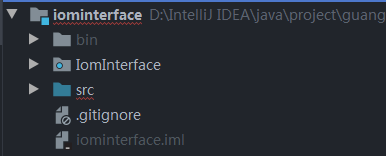 iominterface D:\IntelliJ IDEA\java\project\guang
bin
IomInterface
src
.gitignore
iominterface.iml